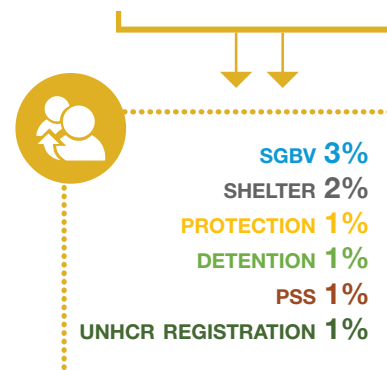 SGBV 3%
SHELTER 2%
PROTECTION 1%
DETENTION 1%
PSS 1%
UNHCR REGISTRATION 1%